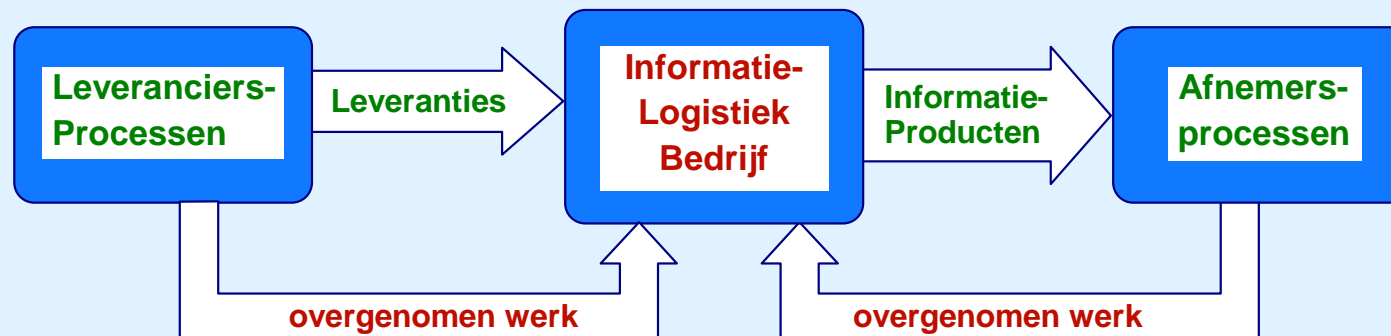 Leveranciers-
Processen
Leveranties
Informatie-
Logistiek
Bedrijf
Informatie-
Producten
Afnemers-
processen
overgenomen werk
overgenomen werk